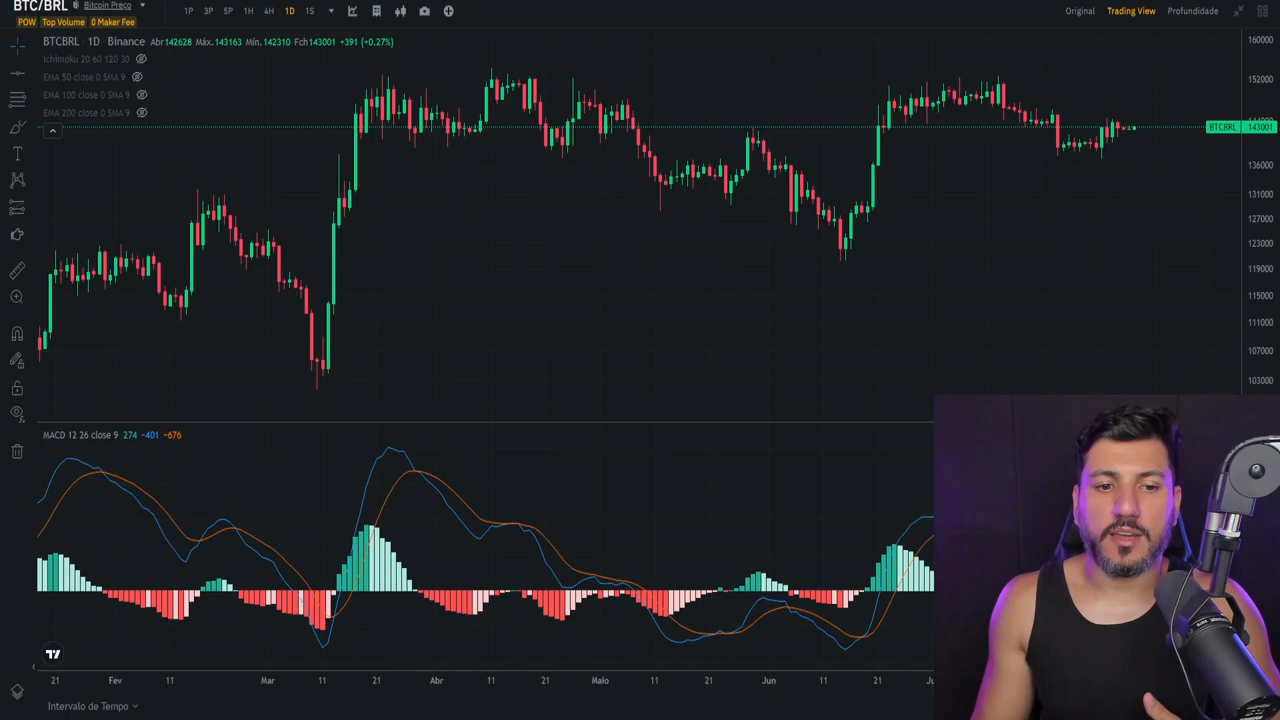 BTC/BRL Bitcoin Preço
POW Top Volume 0 Maker Fee
1P 3P 5P 1H 4H 1D 1S
Original Trading View Profundidade
BTCBRL · 1D · Binance Abr142628 Máx.143163 Mín.142310 Fch143001 +391 (+0.27%)
Ichimoku 20 60 120 30
EMA 50 close 0 SMA 9
EMA 100 close 0 SMA 9
EMA 200 close 0 SMA 9
160000
152000
144000
BTCBRL 143001
136000
131000
127000
123000
119000
115000
111000
107000
103000
MACD 12 26 close 9 274 −401 −676
21 Fev 11 Mar 11 21 Abr 11 21 Maio 11 21 Jun 11 21
Intervalo de Tempo